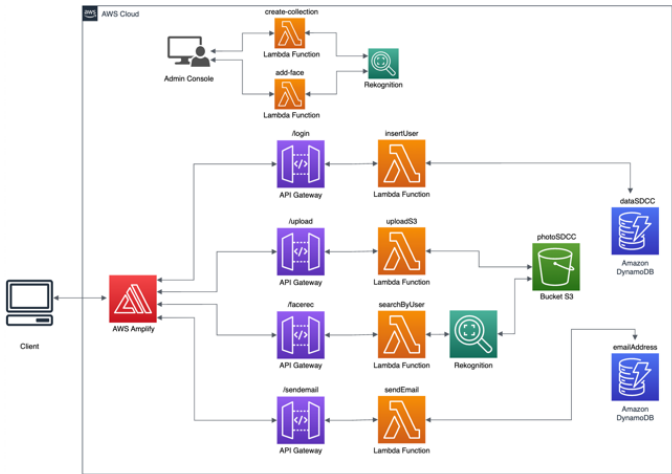 aws
AWS Cloud
create-collection
Lambda Function
Admin Console
add-face
Rekognition
Lambda Function
/login
insertUser
API Gateway
Lambda Function
dataSDCC
/upload
uploadS3
photoSDCC
Amazon
DynamoDB
API Gateway
Lambda Function
Bucket S3
/facerec
searchByUser
AWS Amplify
Client
API Gateway
Lambda Function
Rekognition
emailAddress
/sendemail
sendEmail
Amazon
DynamoDB
API Gateway
Lambda Function